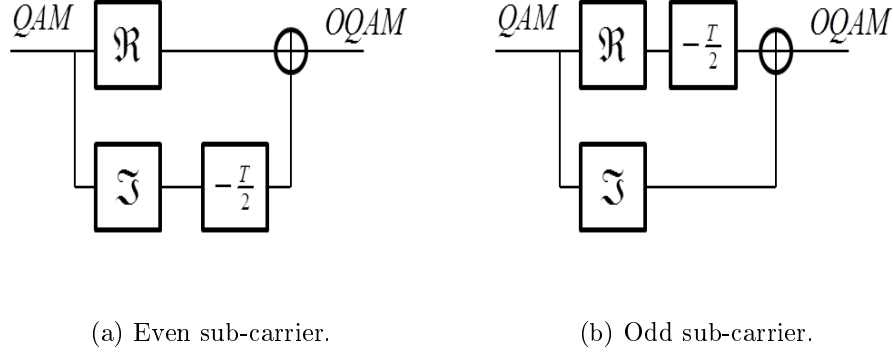 QAM ℜ OQAM
ℑ −T/2
QAM ℜ −T/2 OQAM
ℑ
(a) Even sub-carrier.
(b) Odd sub-carrier.